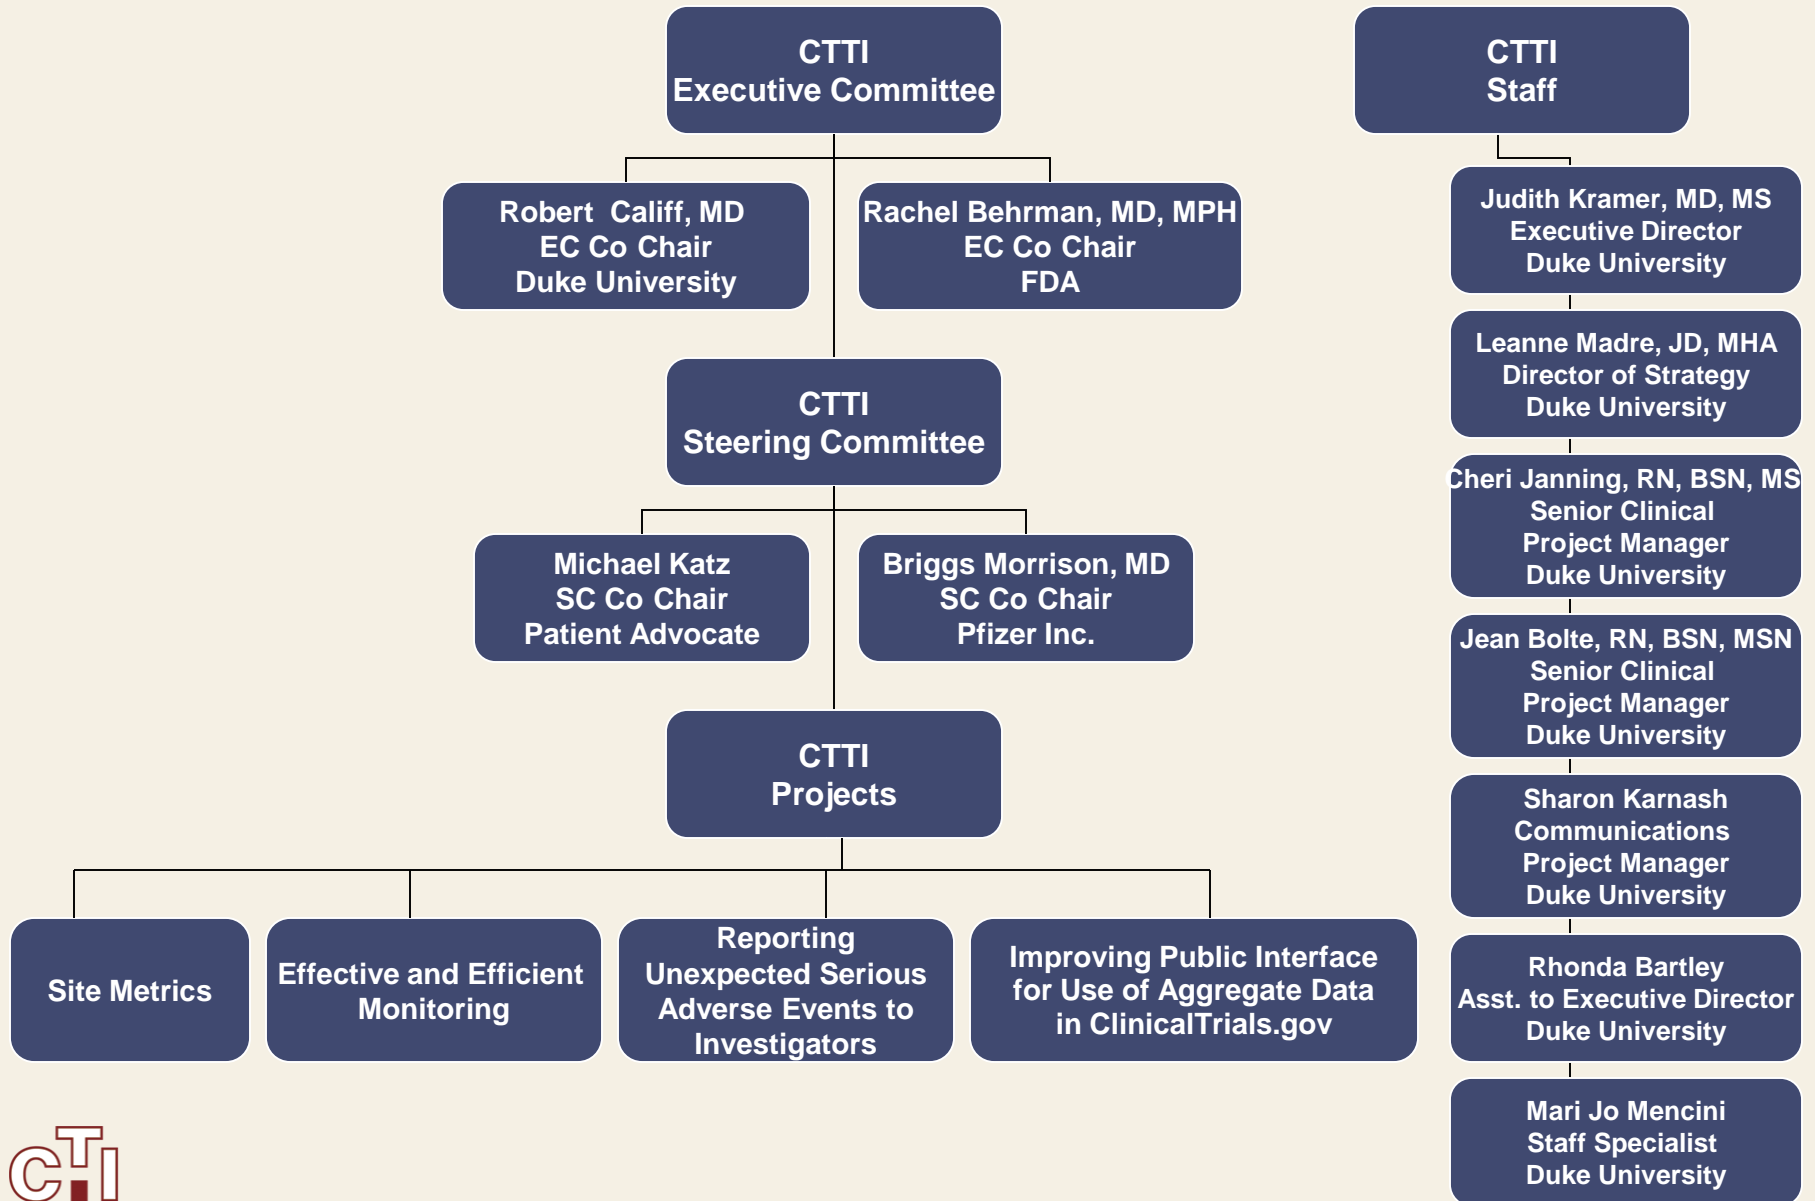 CTTI
Executive Committee
CTTI
Staff
Robert Califf, MD
EC Co Chair
Duke University
Rachel Behrman, MD, MPH
EC Co Chair
FDA
Judith Kramer, MD, MS
Executive Director
Duke University
Leanne Madre, JD, MHA
Director of Strategy
Duke University
CTTI
Steering Committee
Cheri Janning, RN, BSN, MS
Senior Clinical
Project Manager
Duke University
Michael Katz
SC Co Chair
Patient Advocate
Briggs Morrison, MD
SC Co Chair
Pfizer Inc.
Jean Bolte, RN, BSN, MSN
Senior Clinical
Project Manager
Duke University
CTTI
Projects
Sharon Karnash
Communications
Project Manager
Duke University
Site Metrics
Effective and Efficient
Monitoring
Reporting
Unexpected Serious
Adverse Events to
Investigators
Improving Public Interface
for Use of Aggregate Data
in ClinicalTrials.gov
Rhonda Bartley
Asst. to Executive Director
Duke University
Mari Jo Mencini
Staff Specialist
Duke University
CTTI